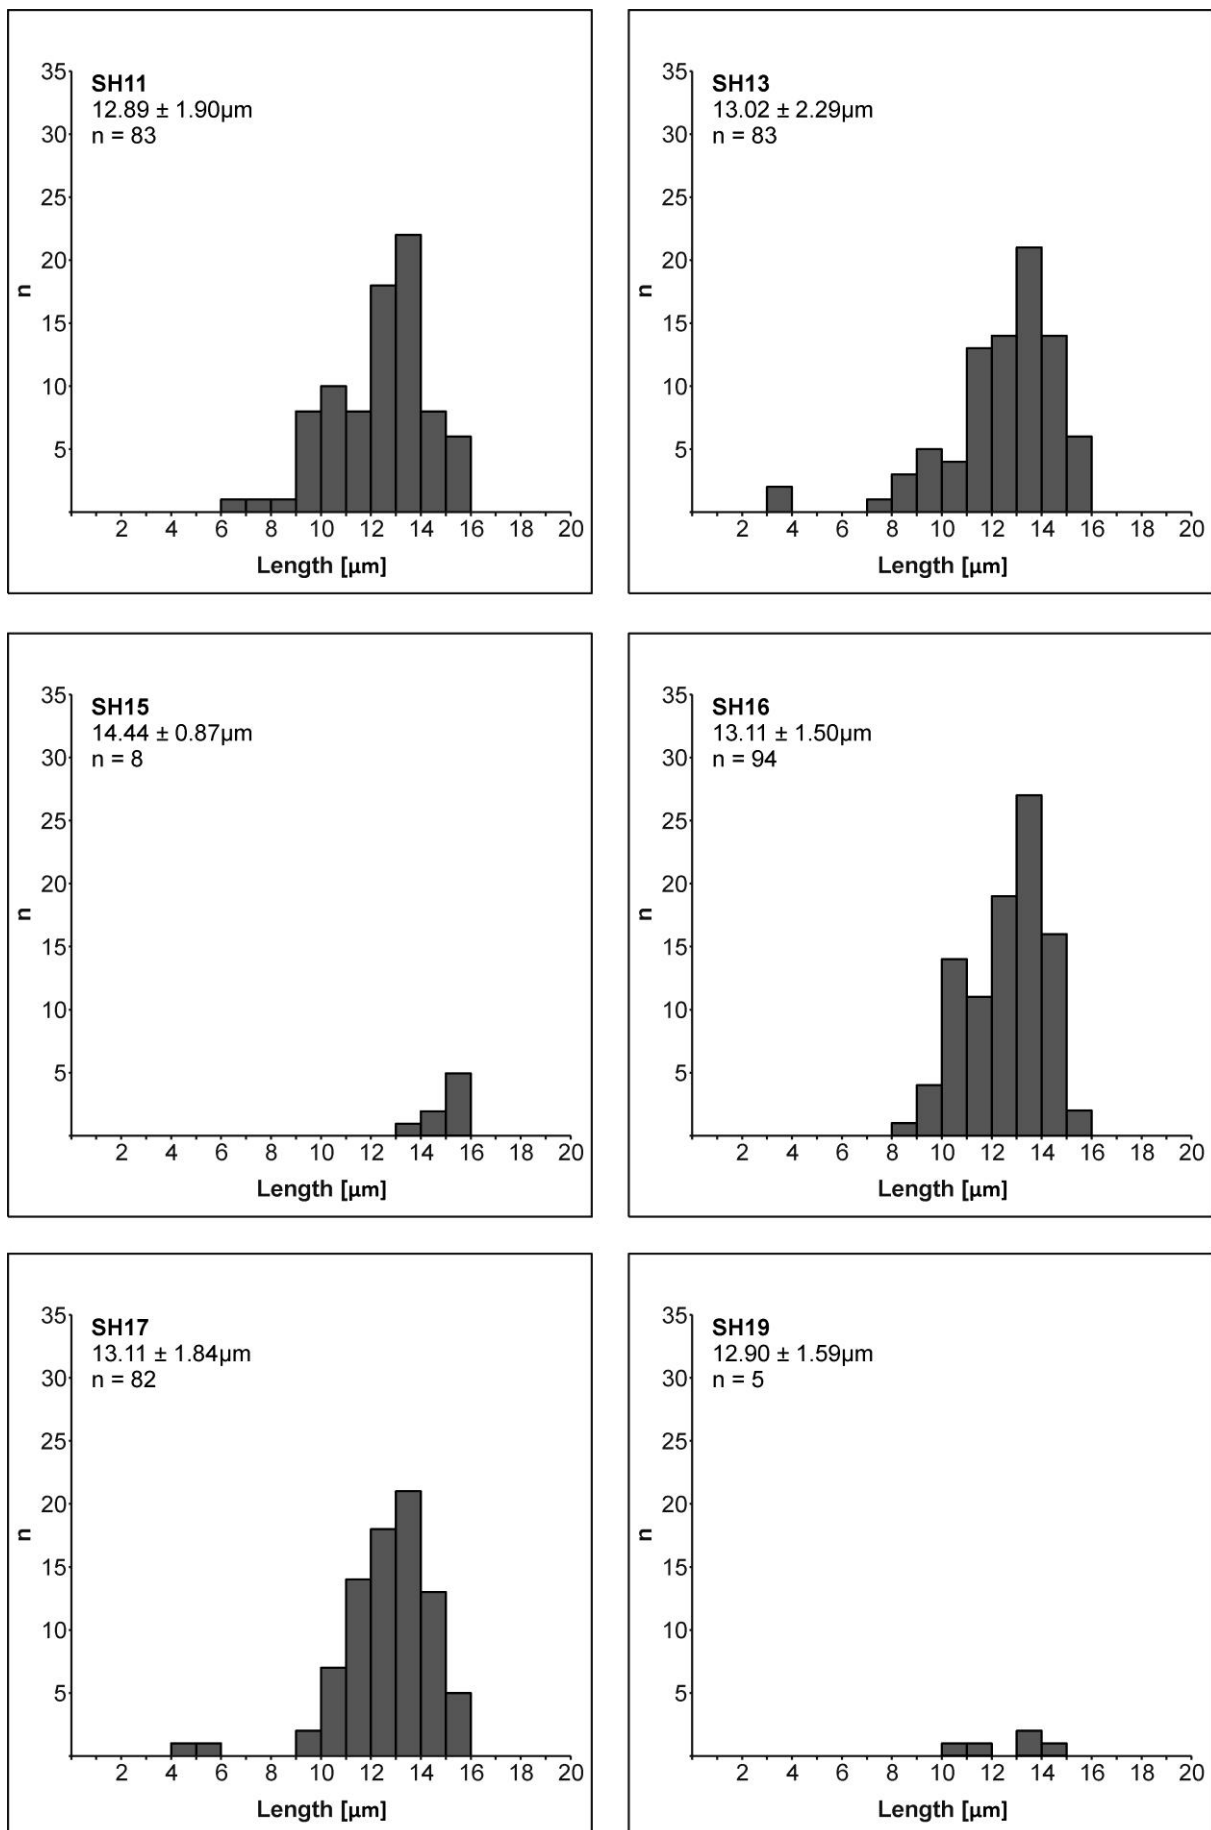 35
30
25
20
15
10
5
n
SH11
12.89 ± 1.90µm
n = 83
2 4 6 8 10 12 14 16 18 20
Length [µm]
35
30
25
20
15
10
5
n
SH13
13.02 ± 2.29µm
n = 83
2 4 6 8 10 12 14 16 18 20
Length [µm]
35
30
25
20
15
10
5
n
SH15
14.44 ± 0.87µm
n = 8
2 4 6 8 10 12 14 16 18 20
Length [µm]
35
30
25
20
15
10
5
n
SH16
13.11 ± 1.50µm
n = 94
2 4 6 8 10 12 14 16 18 20
Length [µm]
35
30
25
20
15
10
5
n
SH17
13.11 ± 1.84µm
n = 82
2 4 6 8 10 12 14 16 18 20
Length [µm]
35
30
25
20
15
10
5
n
SH19
12.90 ± 1.59µm
n = 5
2 4 6 8 10 12 14 16 18 20
Length [µm]